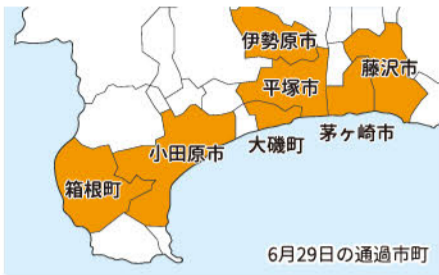 伊勢原市
藤沢市
平塚市
茅ヶ崎市
大磯町
小田原市
箱根町
6月29日の通過市町